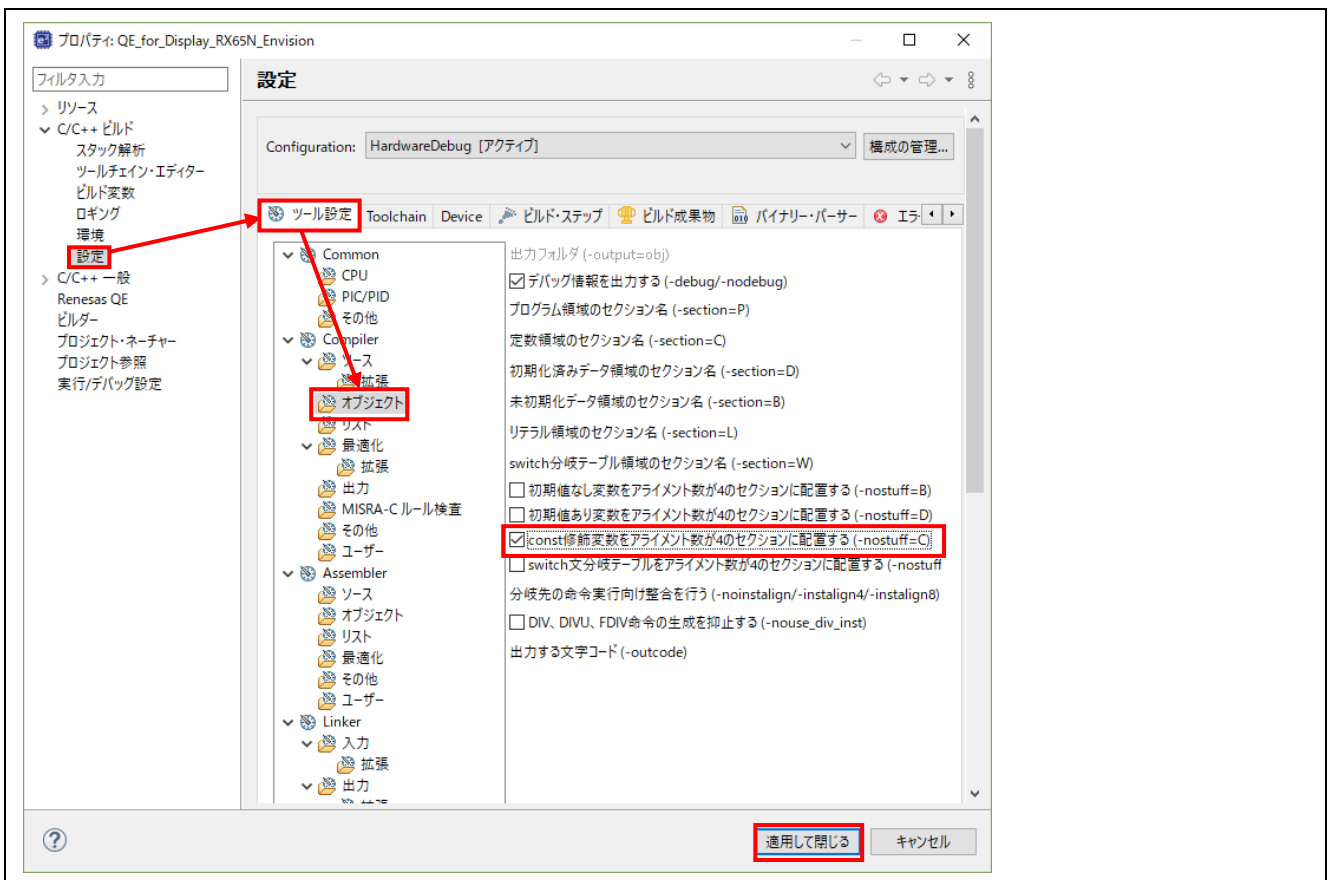 プロパティ: QE_for_Display_RX65N_Envision
フィルタ入力
設定
リソース
C/C++ ビルド
スタック解析
ツールチェイン・エディター
ビルド変数
ロギング
環境
設定
C/C++ 一般
Renesas QE
ビルダー
プロジェクト・ネーチャー
プロジェクト参照
実行/デバッグ設定
Configuration: HardwareDebug [アクティブ] 構成の管理...
ツール設定 Toolchain Device ビルド・ステップ ビルド成果物 バイナリー・パーサー エラ
Common
CPU
PIC/PID
その他
Compiler
ソース
拡張
オブジェクト
リスト
最適化
拡張
出力
MISRA-C ルール検査
その他
ユーザー
Assembler
ソース
オブジェクト
リスト
最適化
その他
ユーザー
Linker
入力
拡張
出力
出力フォルダ (-output=obj)
デバッグ情報を出力する (-debug/-nodebug)
プログラム領域のセクション名 (-section=P)
定数領域のセクション名 (-section=C)
初期化済みデータ領域のセクション名 (-section=D)
未初期化データ領域のセクション名 (-section=B)
リテラル領域のセクション名 (-section=L)
switch分岐テーブル領域のセクション名 (-section=W)
初期値なし変数をアライメント数が4のセクションに配置する (-nostuff=B)
初期値あり変数をアライメント数が4のセクションに配置する (-nostuff=D)
const修飾変数をアライメント数が4のセクションに配置する (-nostuff=C)
switch文分岐テーブルをアライメント数が4のセクションに配置する (-nostuff
分岐先の命令実行向け整合を行う (-noinstalign/-instalign4/-instalign8)
DIV、DIVU、FDIV命令の生成を抑止する (-nouse_div_inst)
出力する文字コード (-outcode)
適用して閉じる キャンセル